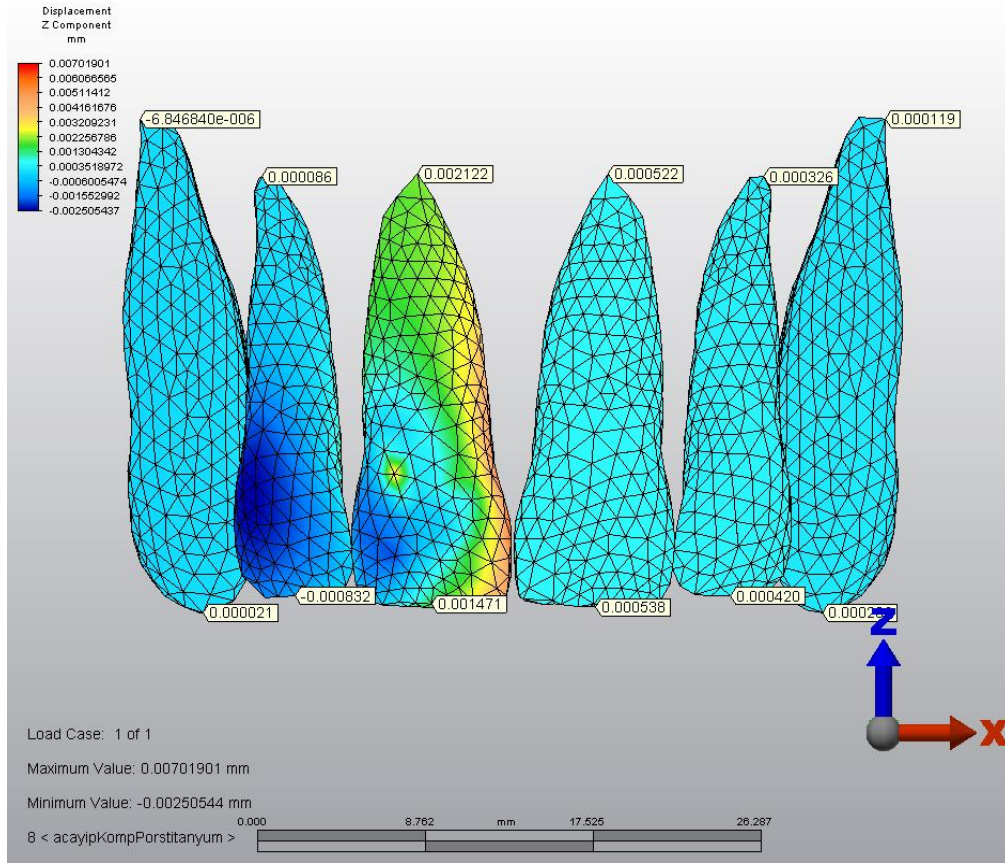 Displacement
Z Component
mm
0.00701901
0.006066565
0.00511412
0.004161676
0.003209231
0.002256786
0.001304342
0.0003518972
-0.0006005474
-0.001552992
-0.002505437
-6.846840e-006
0.000086
0.002122
0.000522
0.000326
0.000119
0.000021
-0.000832
0.001471
0.000538
0.000420
Z
X
Load Case: 1 of 1
Maximum Value: 0.00701901 mm
Minimum Value: -0.00250544 mm
0.000 8.762 mm 17.525 26.287
8 < acayipKompPorstitanyum >